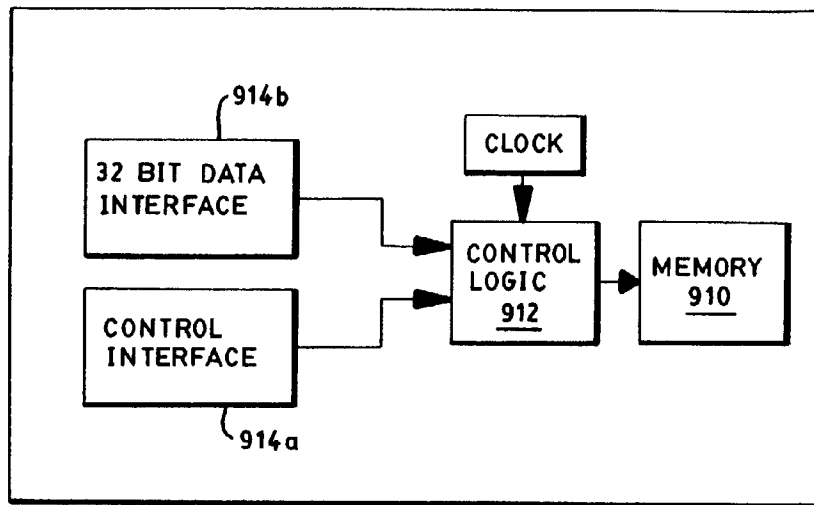 914b
32 BIT DATA
INTERFACE
CLOCK
CONTROL
LOGIC
912
MEMORY
910
CONTROL
INTERFACE
914a